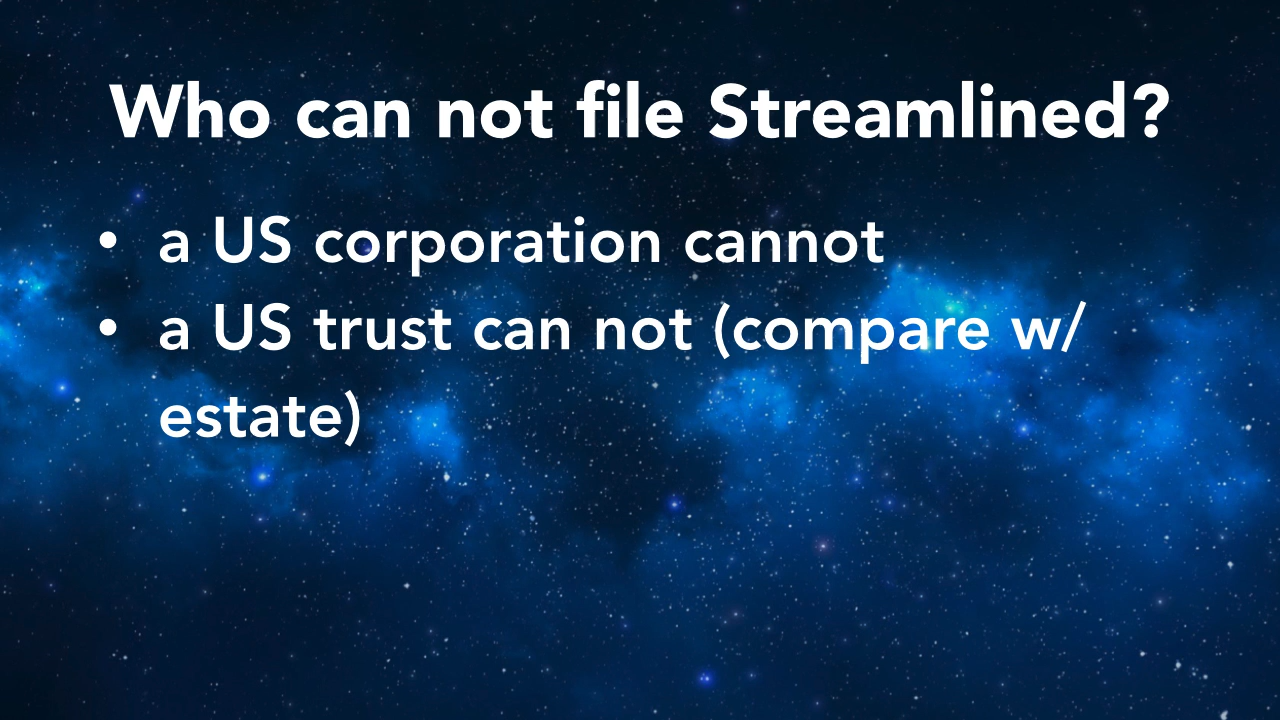 Who can not file Streamlined?
• a US corporation cannot
• a US trust can not (compare w/
estate)